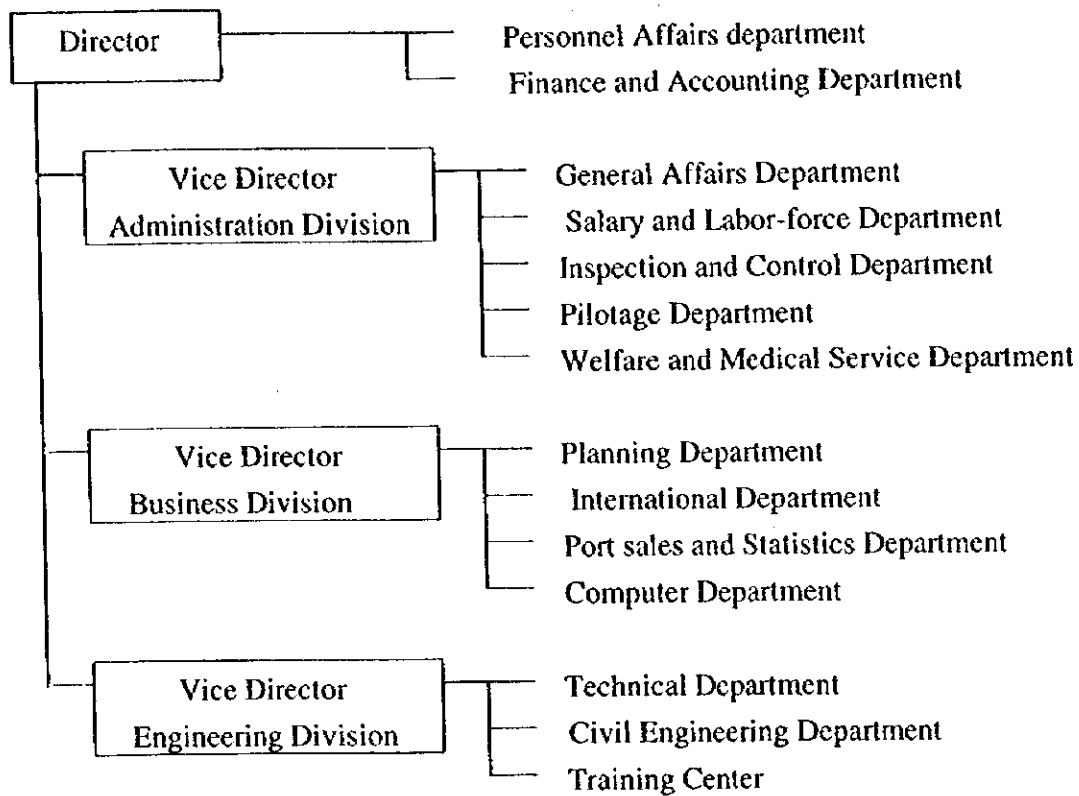 Director
Personnel Affairs department
Finance and Accounting Department
Vice Director
Administration Division
General Affairs Department
Salary and Labor-force Department
Inspection and Control Department
Pilotage Department
Welfare and Medical Service Department
Vice Director
Business Division
Planning Department
International Department
Port sales and Statistics Department
Computer Department
Vice Director
Engineering Division
Technical Department
Civil Engineering Department
Training Center